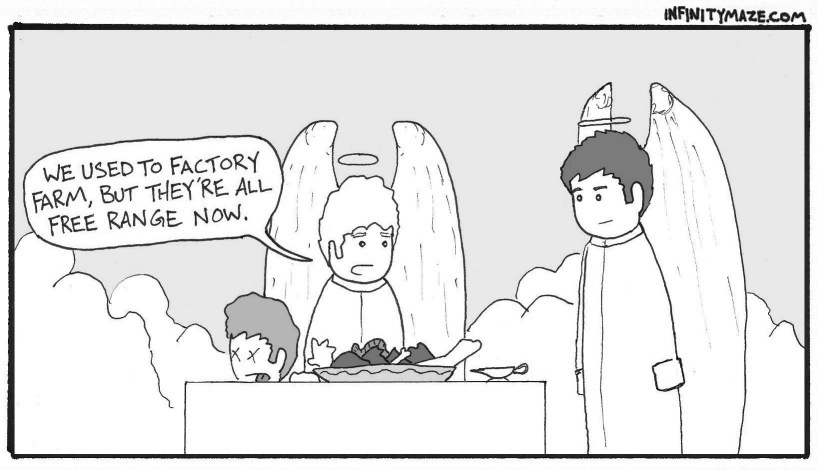 INFINITYMAZE.COM
WE USED TO FACTORY
FARM, BUT THEY'RE ALL
FREE RANGE NOW.